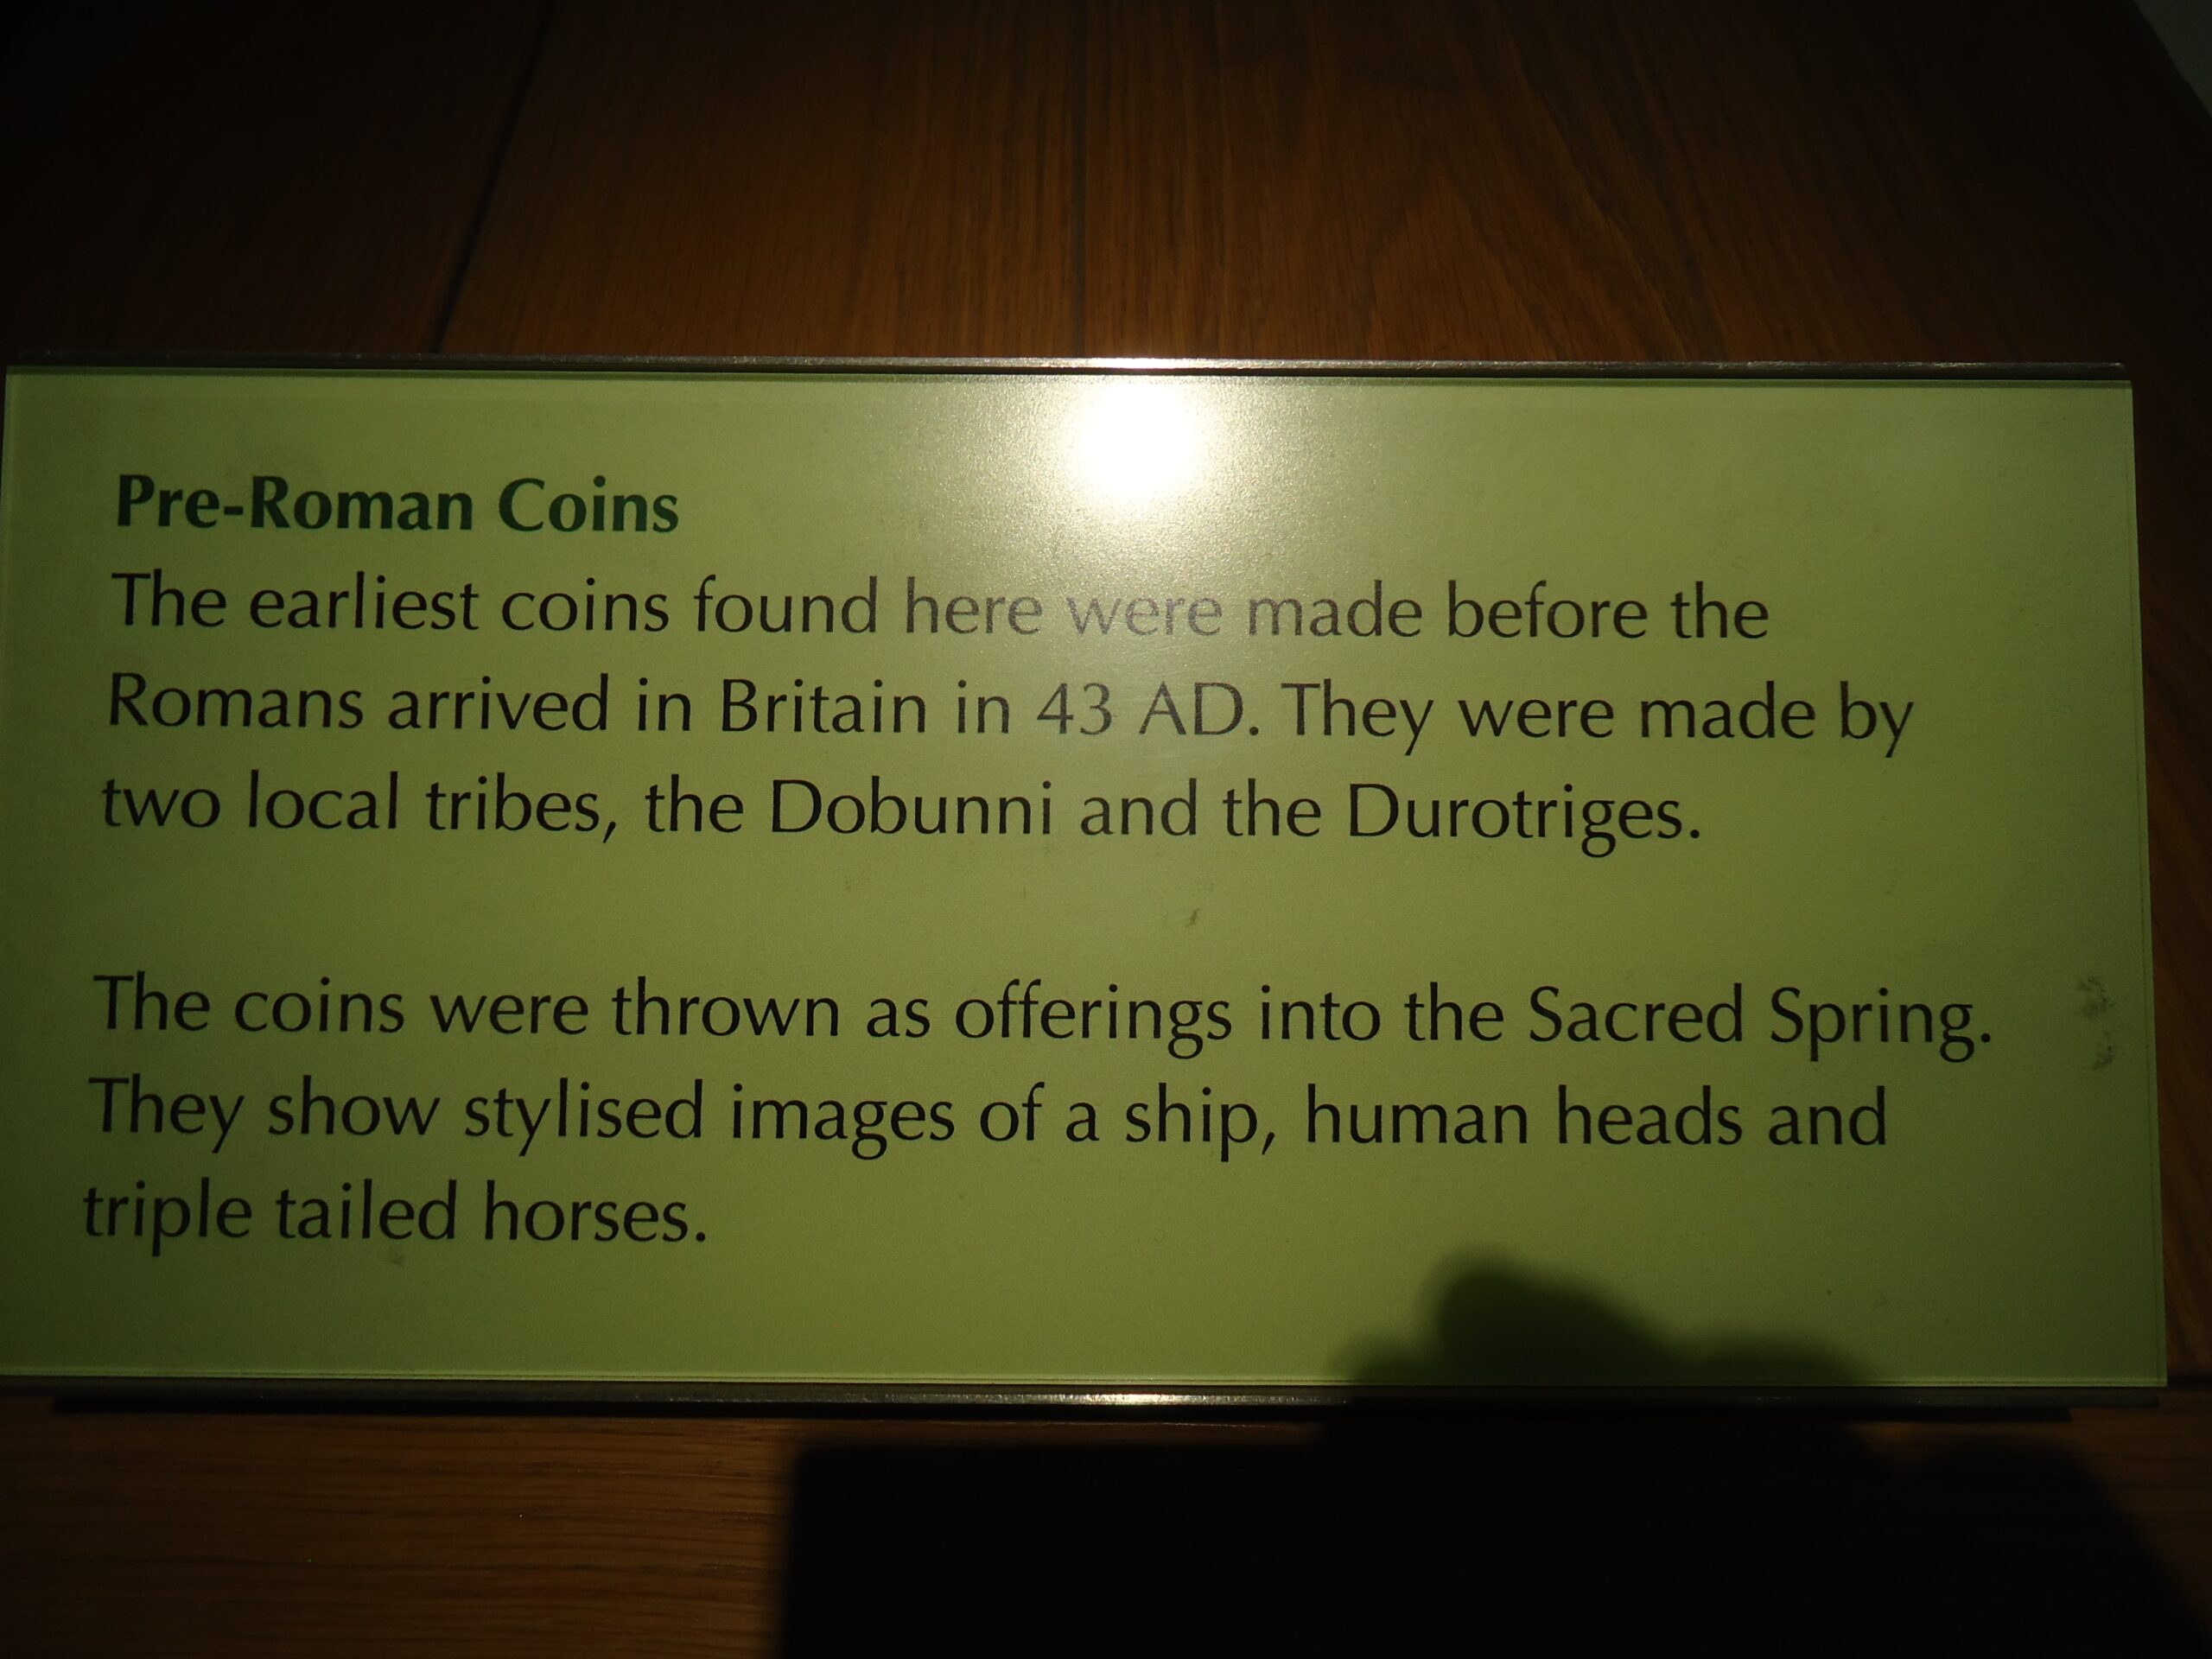 Pre-Roman Coins
The earliest coins found here were made before the
Romans arrived in Britain in 43 AD. They were made by
two local tribes, the Dobunni and the Durotriges.
The coins were thrown as offerings into the Sacred Spring.
They show stylised images of a ship, human heads and
triple tailed horses.